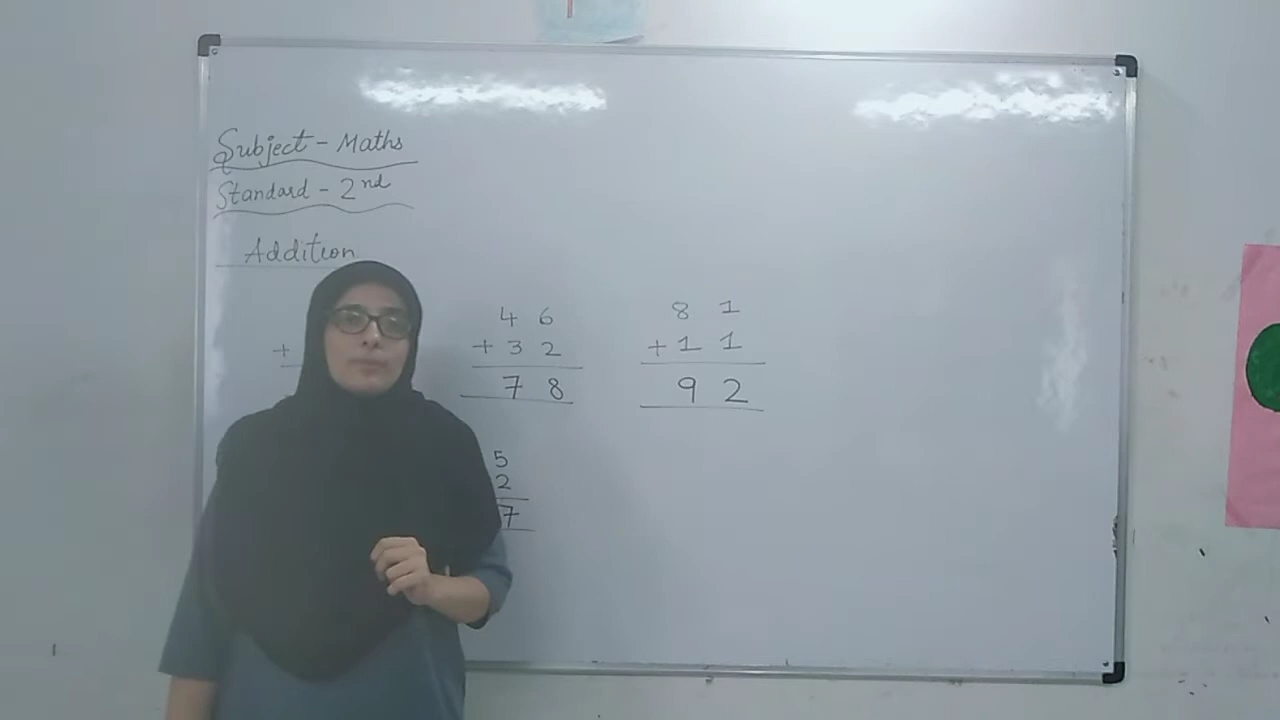 Subject - Maths
Standard - 2nd
Addition
+
4 6
+ 3 2
7 8
8 1
+ 1 1
9 2
5
2
7